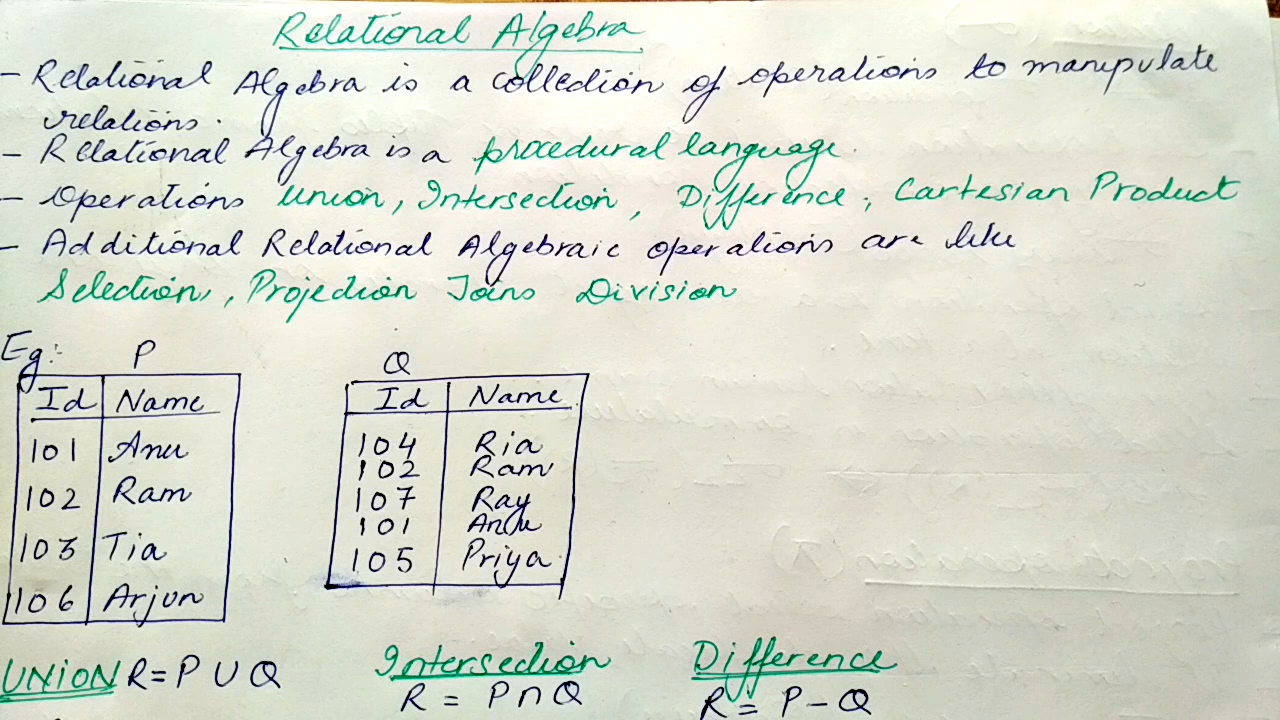 Relational Algebra
- Relational Algebra is a collection of operations to manipulate
relations.
- Relational Algebra is a procedural language.
- Operations Union, Intersection, Difference, Cartesian Product
- Additional Relational Algebraic operations are like
Selection, Projection Joins Division
Eg:- P Q
Id Name Id Name
101 Anu 104 Ria
102 Ram 102 Ram
103 Tia 107 Ray
106 Arjun 101 Anu
105 Priya
UNION R = P ∪ Q Intersection Difference
R = P ∩ Q R = P - Q